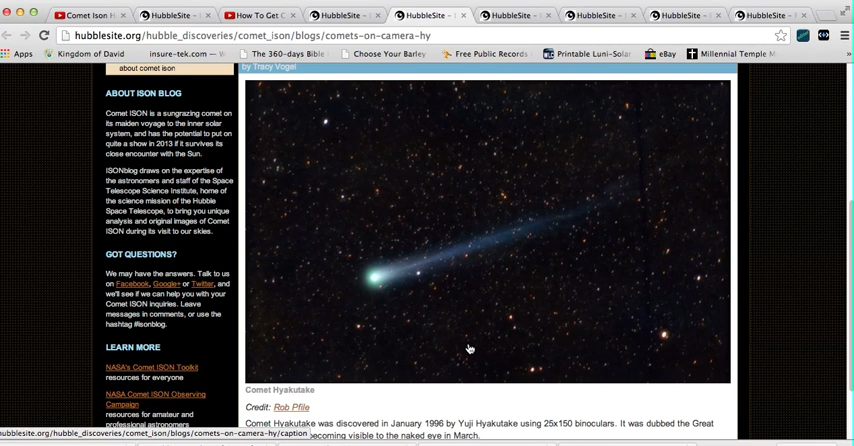 Comet Ison H
HubbleSite -
How To Get C
HubbleSite -
HubbleSite -
HubbleSite -
HubbleSite -
HubbleSite -
HubbleSite - H
hubblesite.org/hubble_discoveries/comet_ison/blogs/comets-on-camera-hy
Apps
Kingdom of David
insure-tek.com —
The 360-days Bible
Choose Your Barley
Free Public Records
Printable Luni-Solar
eBay
Millennial Temple
about comet ison
by Tracy Vogel
ABOUT ISON BLOG
Comet ISON is a sungrazing comet on
its maiden voyage to the inner solar
system, and has the potential to put on
quite a show in 2013 if it survives its
close encounter with the Sun.
ISONblog draws on the expertise of
the astronomers and staff of the Space
Telescope Science Institute, home of
the science mission of the Hubble
Space Telescope, to bring you unique
analysis and original images of Comet
ISON during its visit to our skies.
GOT QUESTIONS?
We may have the answers. Talk to us
on Facebook, Google+ or Twitter, and
we'll see if we can help you with your
Comet ISON inquiries. Leave
messages in comments, or use the
hashtag #isonblog.
LEARN MORE
NASA's Comet ISON Toolkit
resources for everyone
NASA Comet ISON Observing
Campaign
resources for amateur and
professional astronomers
Comet Hyakutake
Credit: Rob Pfile
Comet Hyakutake was discovered in January 1996 by Yuji Hyakutake using 25x150 binoculars. It was dubbed the Great
becoming visible to the naked eye in March.
hubblesite.org/hubble_discoveries/comet_ison/blogs/comets-on-camera-hy/caption